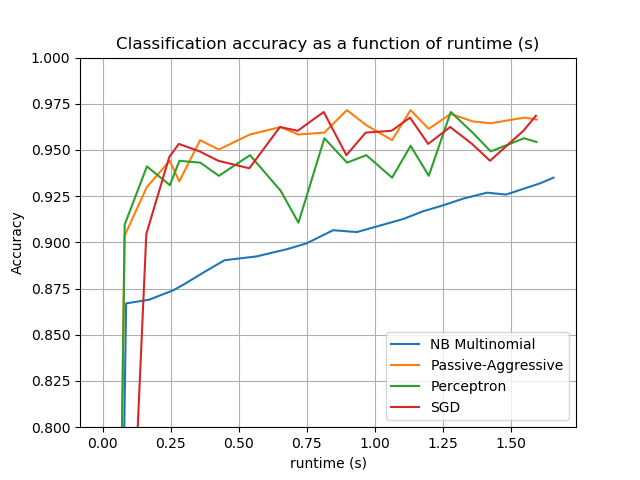 Classification accuracy as a function of runtime (s)
1.000
0.975
0.950
0.925
0.900
0.875
0.850
0.825
0.800
Accuracy
NB Multinomial
Passive-Aggressive
Perceptron
SGD
0.00 0.25 0.50 0.75 1.00 1.25 1.50
runtime (s)